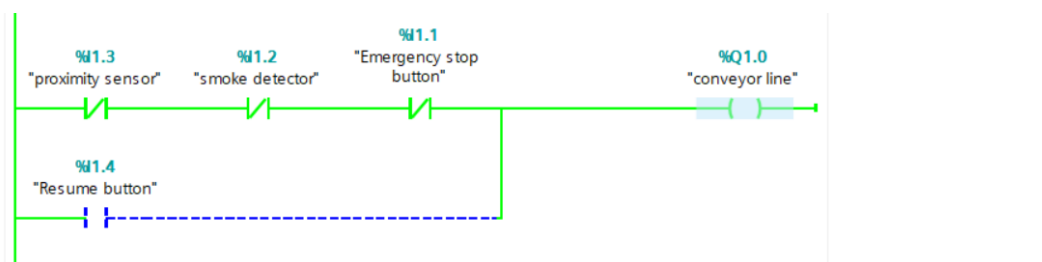 %I1.3
"proximity sensor"
%I1.2
"smoke detector"
%I1.1
"Emergency stop
button"
%Q1.0
"conveyor line"
%I1.4
"Resume button"